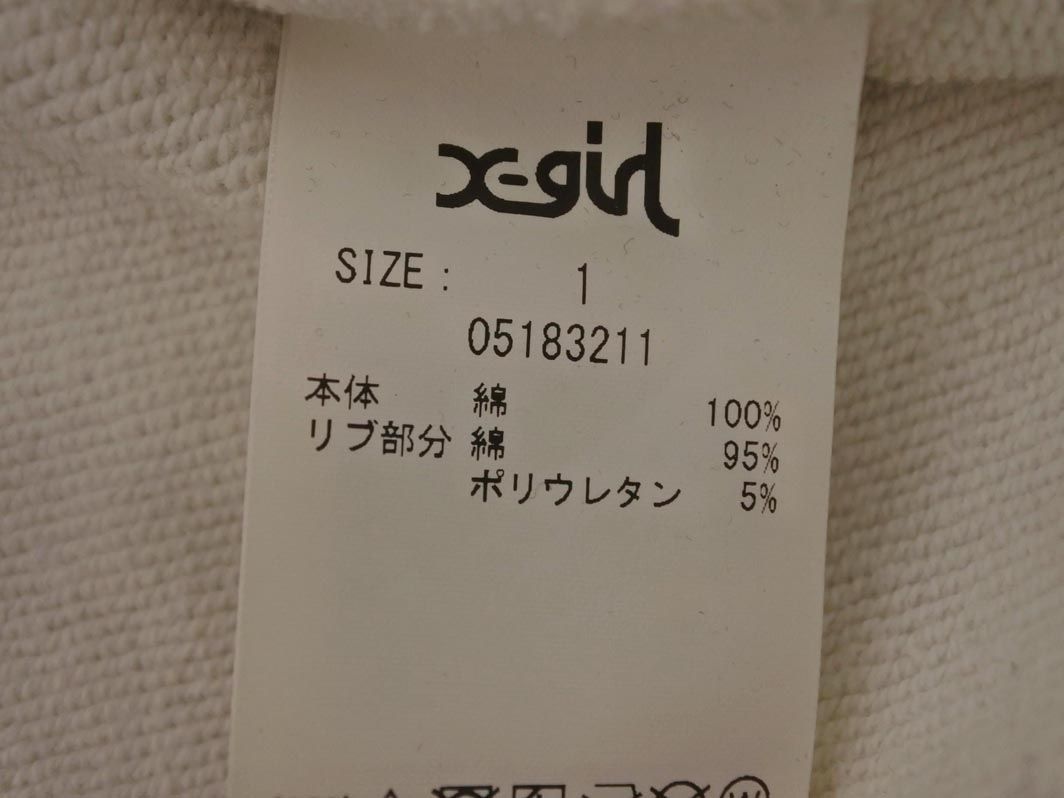 X-girl
SIZE : 1
05183211
本体 綿 100%
リブ部分 綿 95%
ポリウレタン 5%
W